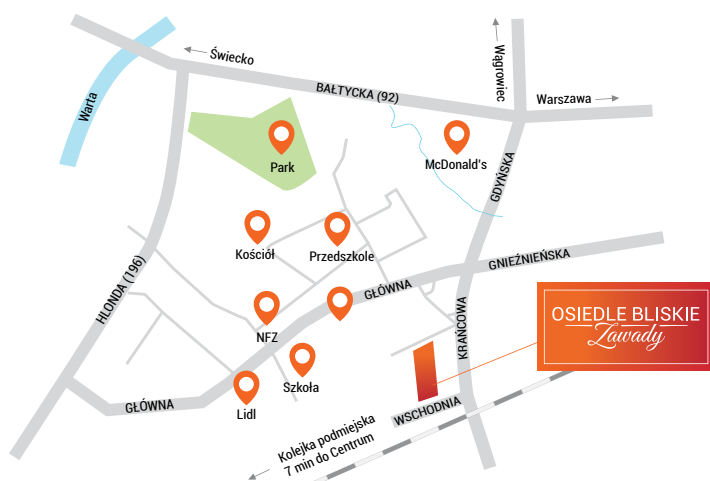 Świecko
Wągrowiec
Warszawa
BAŁTYCKA (92)
Warta
Park
McDonald's
GDYŃSKA
Kościół
Przedszkole
GNIEŹNIEŃSKA
HLONDA (196)
GŁÓWNA
NFZ
KRAŃCOWA
OSIEDLE BLISKIE
Zawady
Szkoła
Lidl
GŁÓWNA
WSCHODNIA
Kolejka podmiejska
7 min do Centrum